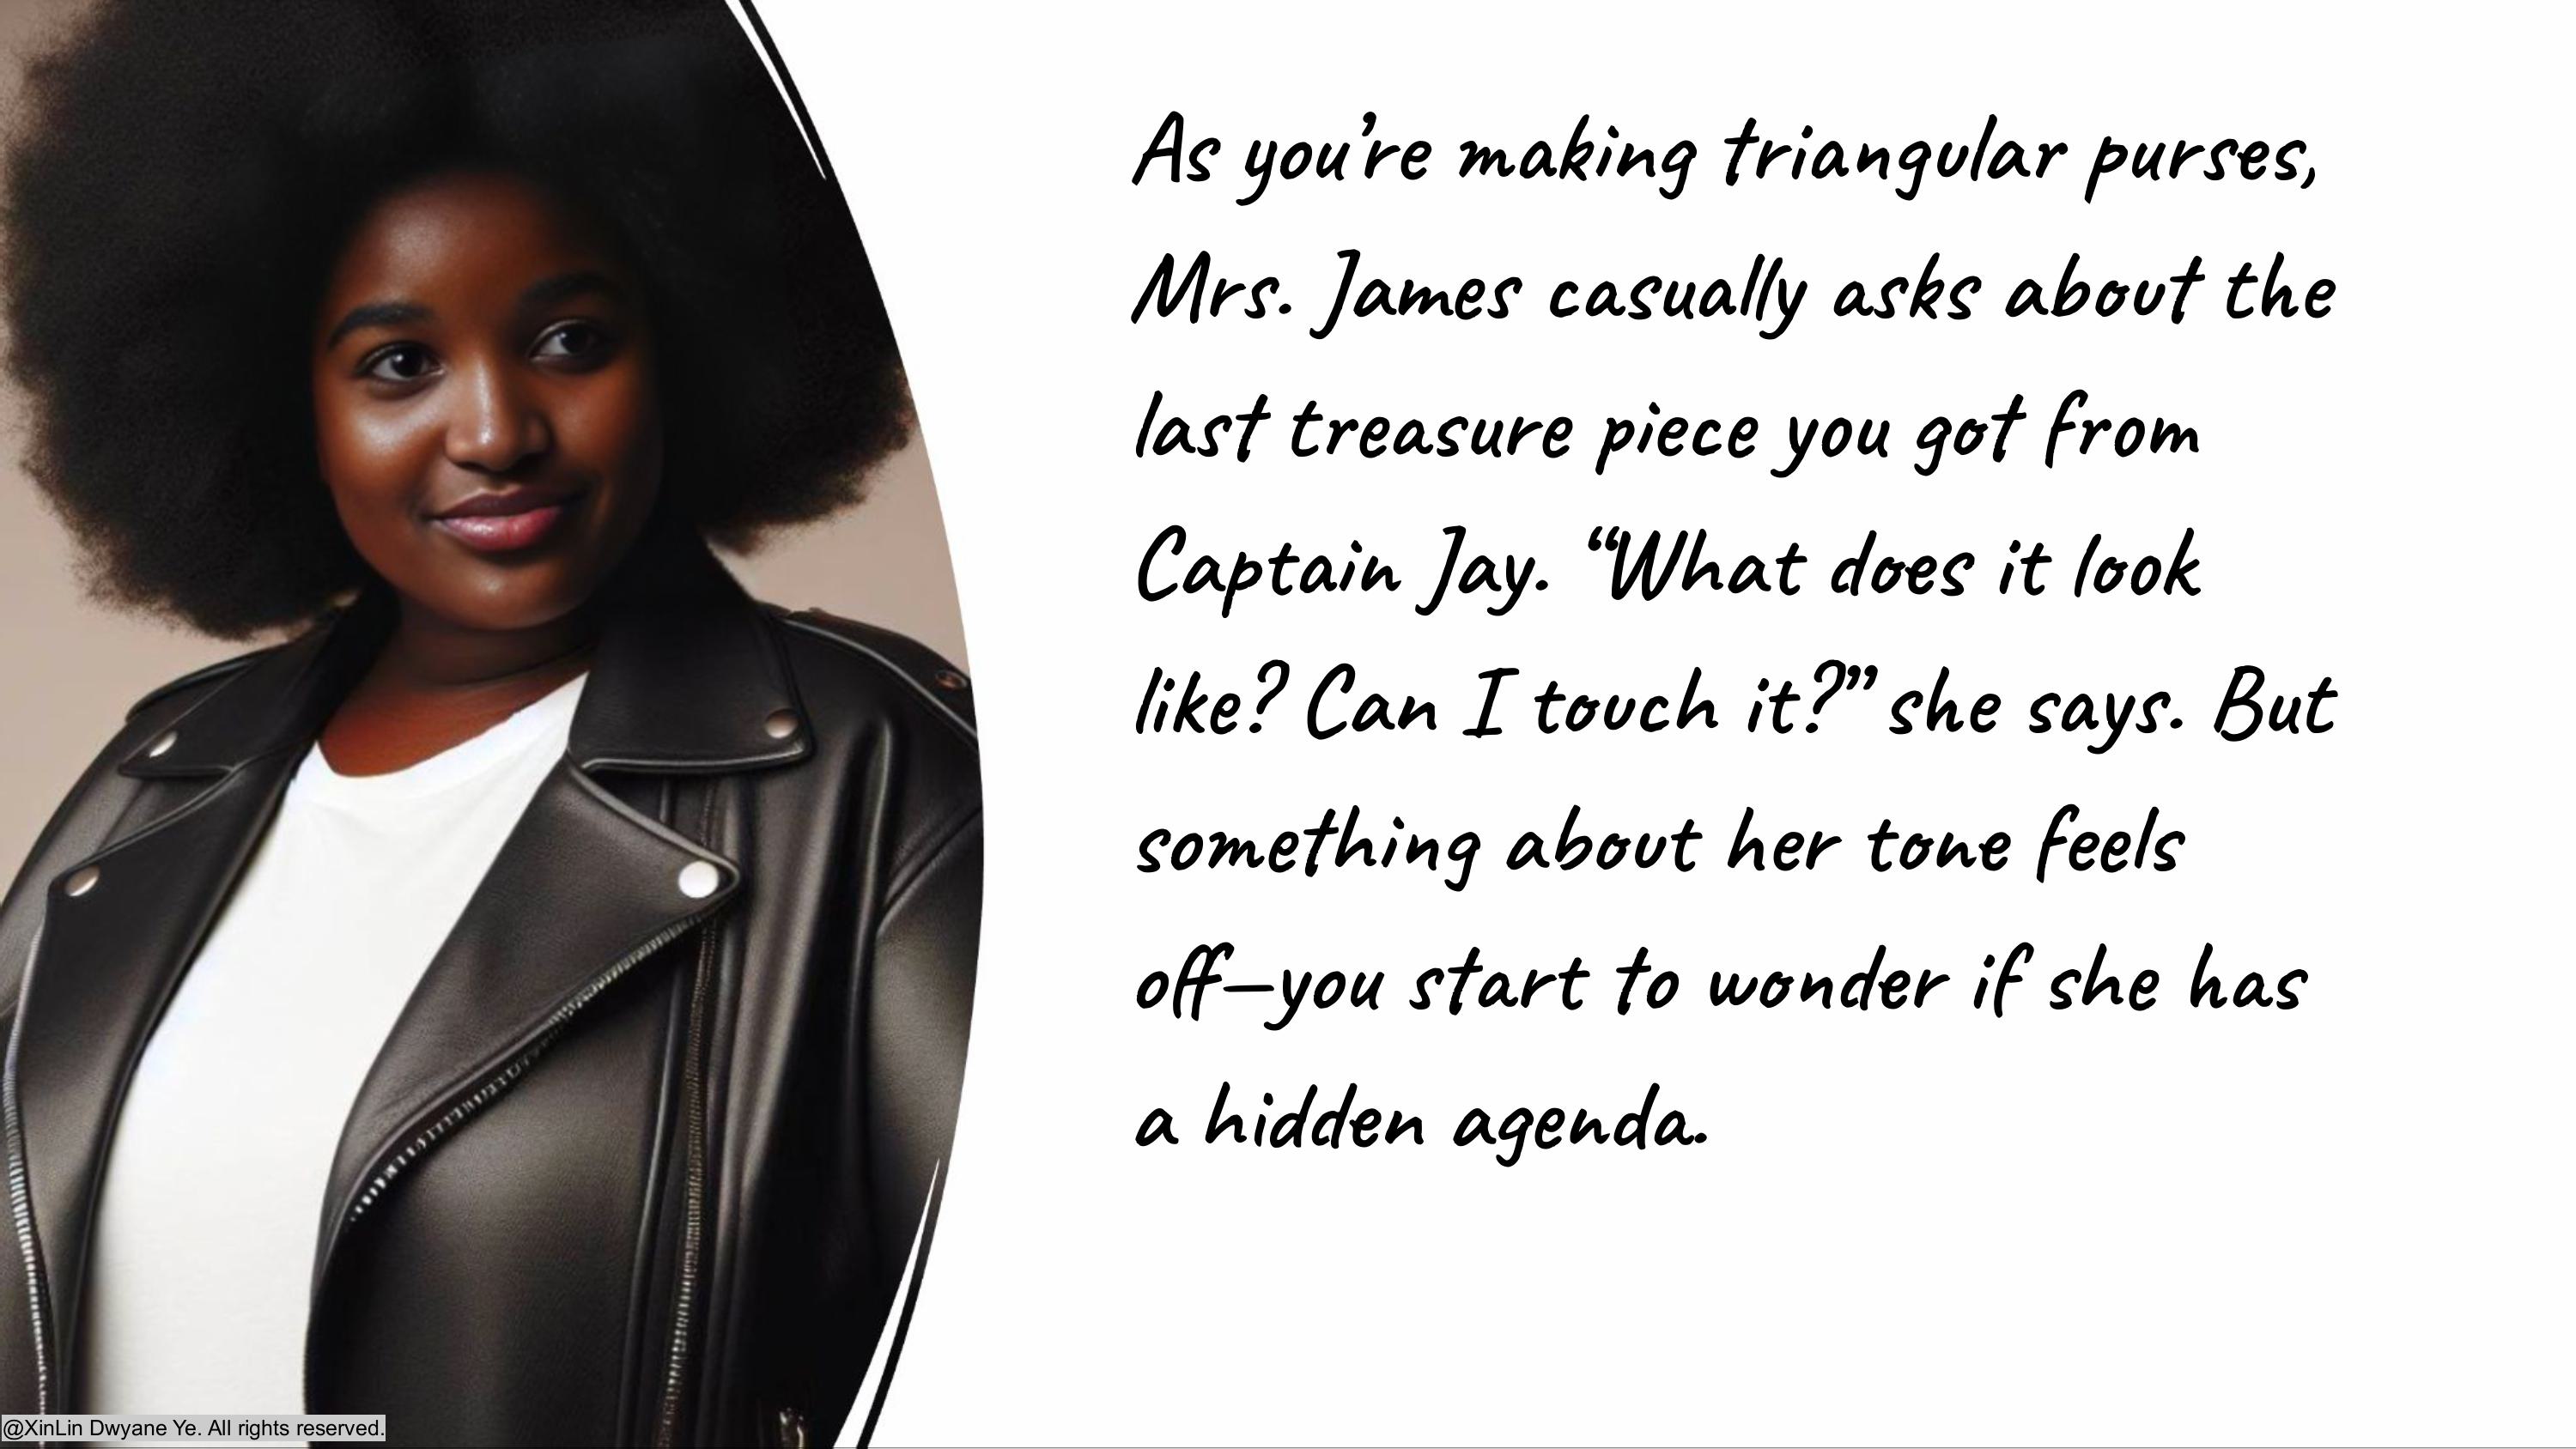 As you’re making triangular purses,
Mrs. James casually asks about the
last treasure piece you got from
Captain Jay. “What does it look
like? Can I touch it?” she says. But
something about her tone feels
off—you start to wonder if she has
a hidden agenda.
@XinLin Dwyane Ye. All rights reserved.